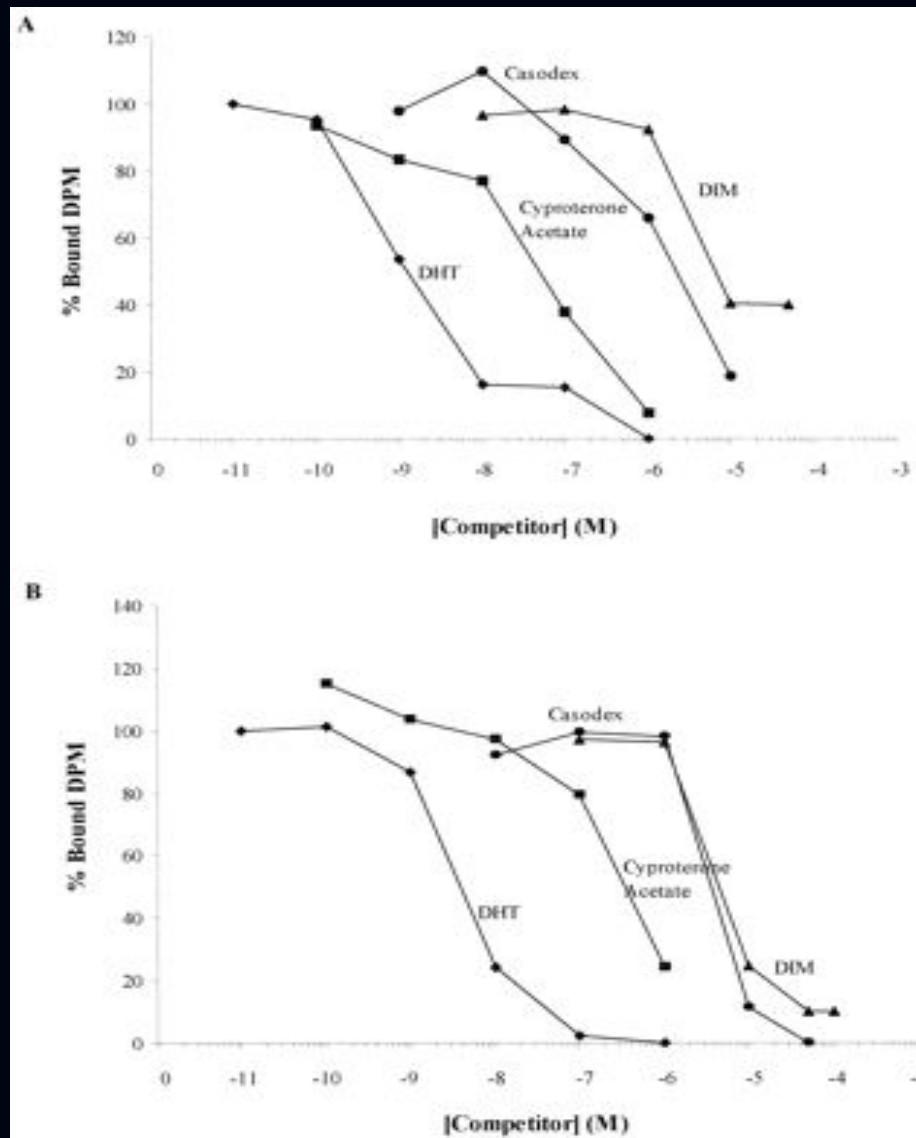 A
120
100
80
60
40
20
0
% Bound DPM
Casodex
DIM
Cyproterone
Acetate
DHT
0 -11 -10 -9 -8 -7 -6 -5 -4 -3
[Competitor] (M)
B
140
120
100
80
60
40
20
0
% Bound DPM
Casodex
Cyproterone
Acetate
DHT
DIM
0 -11 -10 -9 -8 -7 -6 -5 -4
[Competitor] (M)